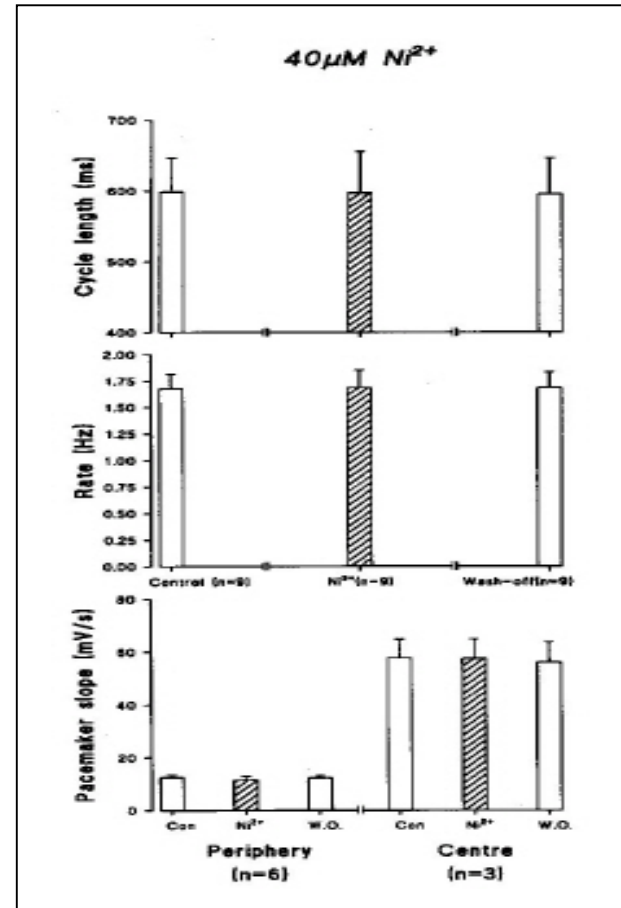 40µM Ni²⁺
Cycle length (ms)
700
600
500
400
Rate (Hz)
2.00
1.75
1.50
1.25
1.00
0.75
0.50
0.25
0.00
Control (n=9) Ni²⁺(n=9) Wash-off(n=9)
Pacemaker slope (mV/s)
80
60
40
20
0
Con Ni²⁺ W.O. Con Ni²⁺ W.O.
Periphery Centre
(n=6) (n=3)